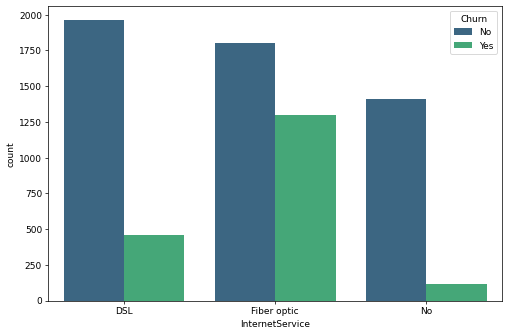 2000
1750
1500
1250
1000
750
500
250
0
count
DSL
Fiber optic
No
InternetService
Churn
No
Yes